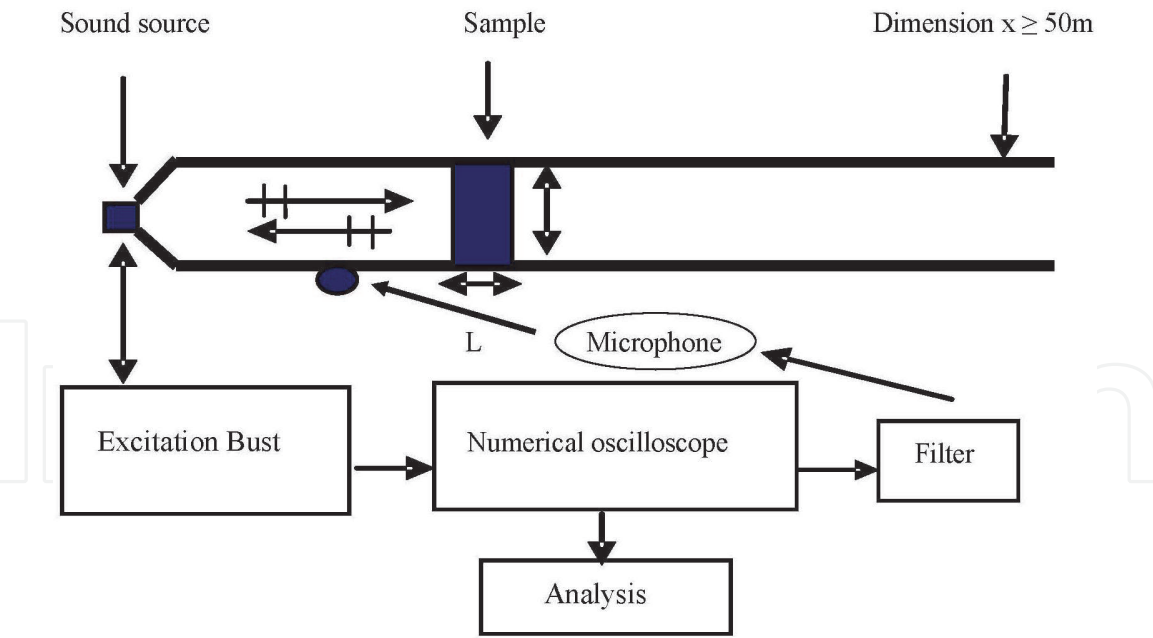 Sound source
Sample
Dimension x ≥ 50m
L
Microphone
Excitation Bust
Numerical oscilloscope
Filter
Analysis